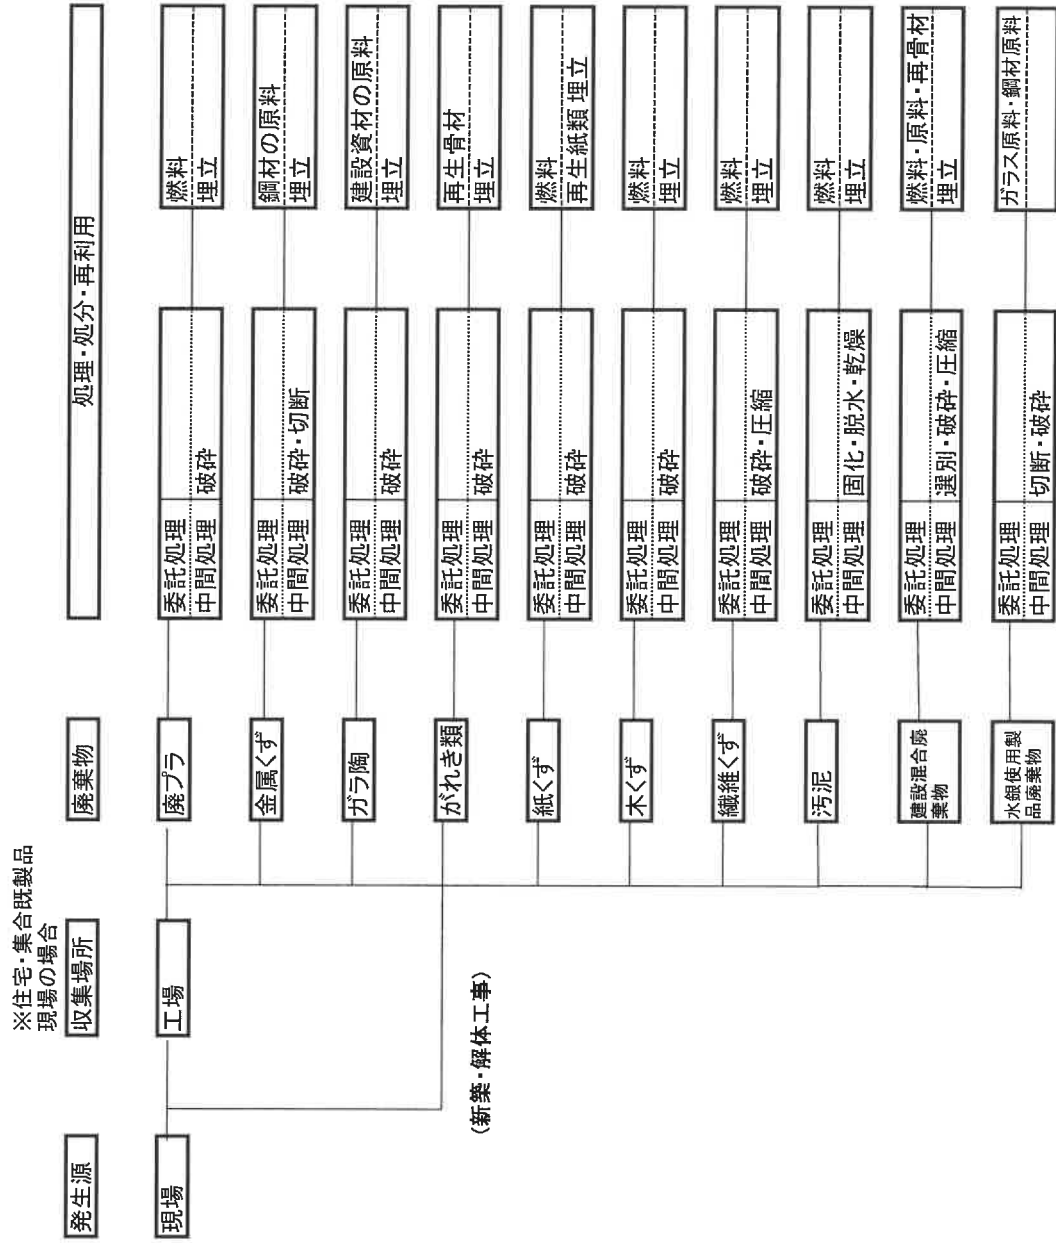 ※住宅・集合既製品
現場の場合
発生源
収集場所
廃棄物
処理・処分・再利用
現場
工場
(新築・解体工事)
廃プラ
委託処理
中間処理 破砕
燃料
埋立
金属くず
委託処理
中間処理 破砕・切断
鋼材の原料
埋立
ガラ陶
委託処理
中間処理 破砕
建設資材の原料
埋立
がれき類
委託処理
中間処理 破砕
再生骨材
埋立
紙くず
委託処理
中間処理 破砕
燃料
再生紙類 埋立
木くず
委託処理
中間処理 破砕
燃料
埋立
繊維くず
委託処理
中間処理 破砕・圧縮
燃料
埋立
汚泥
委託処理
中間処理 固化・脱水・乾燥
燃料
埋立
建設混合廃
棄物
委託処理
中間処理 選別・破砕・圧縮
燃料・原料・再骨材
埋立
水銀使用製
品廃棄物
委託処理
中間処理 切断・破砕
ガラス原料・鋼材原料